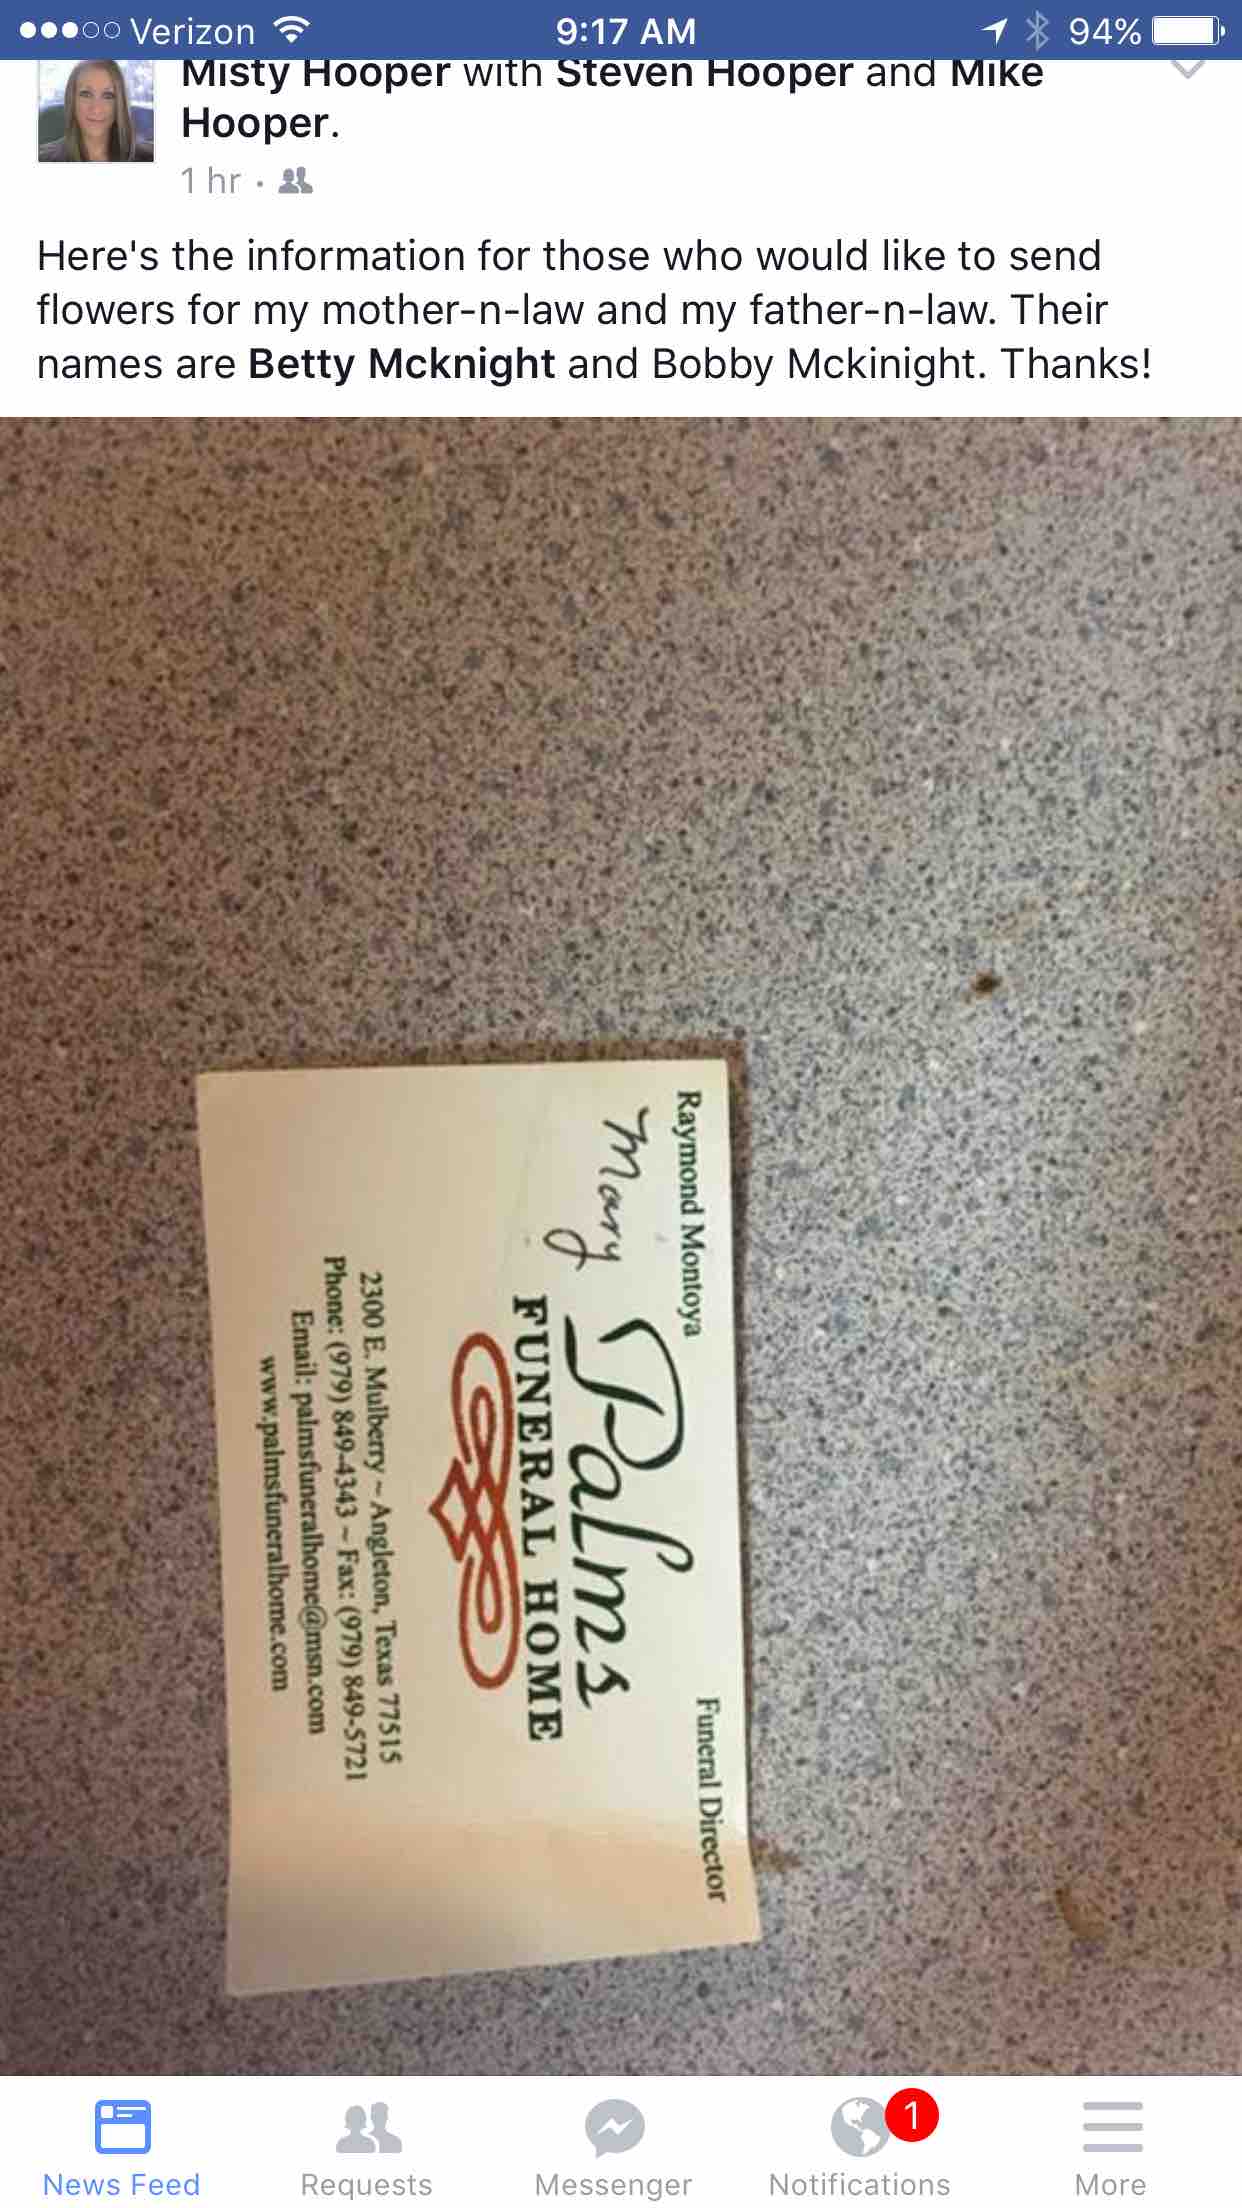 Verizon 9:17 AM 94%
Misty Hooper with Steven Hooper and Mike
Hooper.
1 hr ·
Here's the information for those who would like to send
flowers for my mother-n-law and my father-n-law. Their
names are Betty Mcknight and Bobby Mckinight. Thanks!
Raymond Montoya Funeral Director
Mary
Palms
FUNERAL HOME
2300 E. Mulberry ~ Angleton, Texas 77515
Phone: (979) 849-4343 ~ Fax: (979) 849-5721
Email: palmsfuneralhome@msn.com
www.palmsfuneralhome.com
1
News Feed Requests Messenger Notifications More